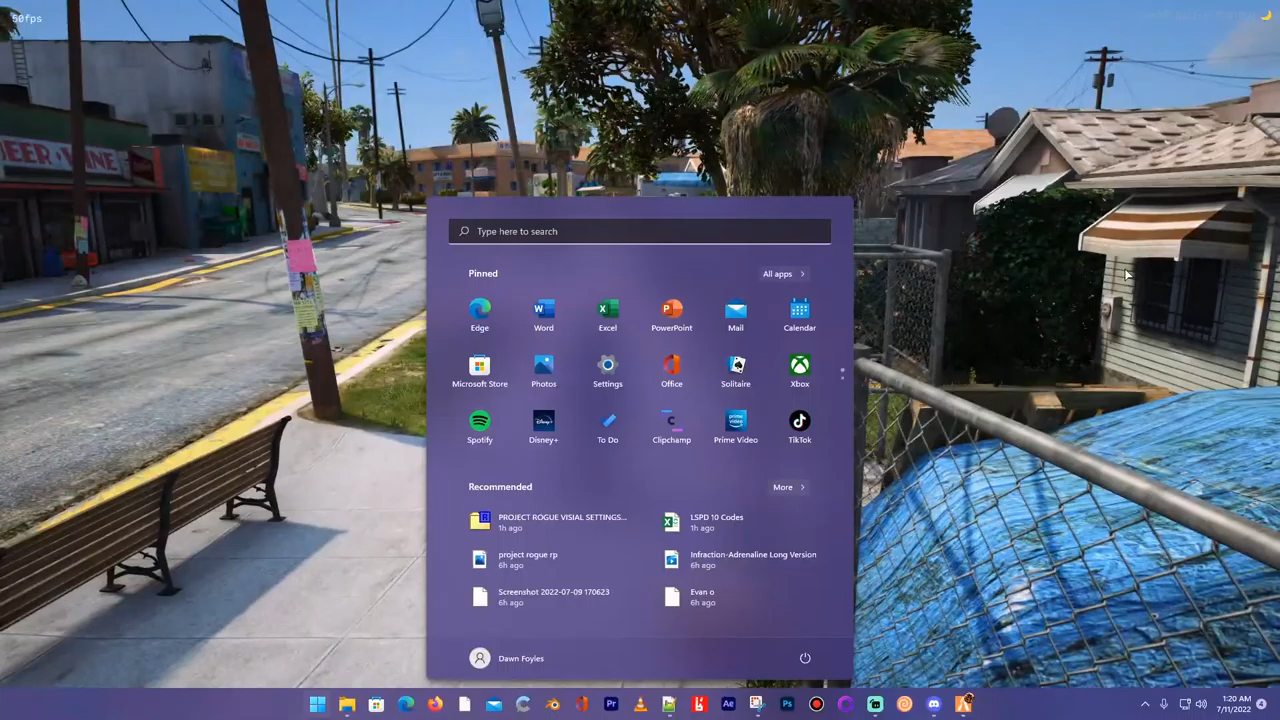 60fps
BEER WINE
Type here to search
Pinned
All apps
Edge
Word
Excel
PowerPoint
Mail
Calendar
Microsoft Store
Photos
Settings
Office
Solitaire
Xbox
Spotify
Disney+
To Do
Clipchamp
Prime Video
TikTok
Recommended
More
PROJECT ROGUE VISIAL SETTINGS...
1h ago
LSPD 10 Codes
1h ago
project rogue rp
6h ago
Infraction-Adrenaline Long Version
6h ago
Screenshot 2022-07-09 170623
6h ago
Evan o
6h ago
Dawn Foyles
1:20 AM
7/11/2022
4